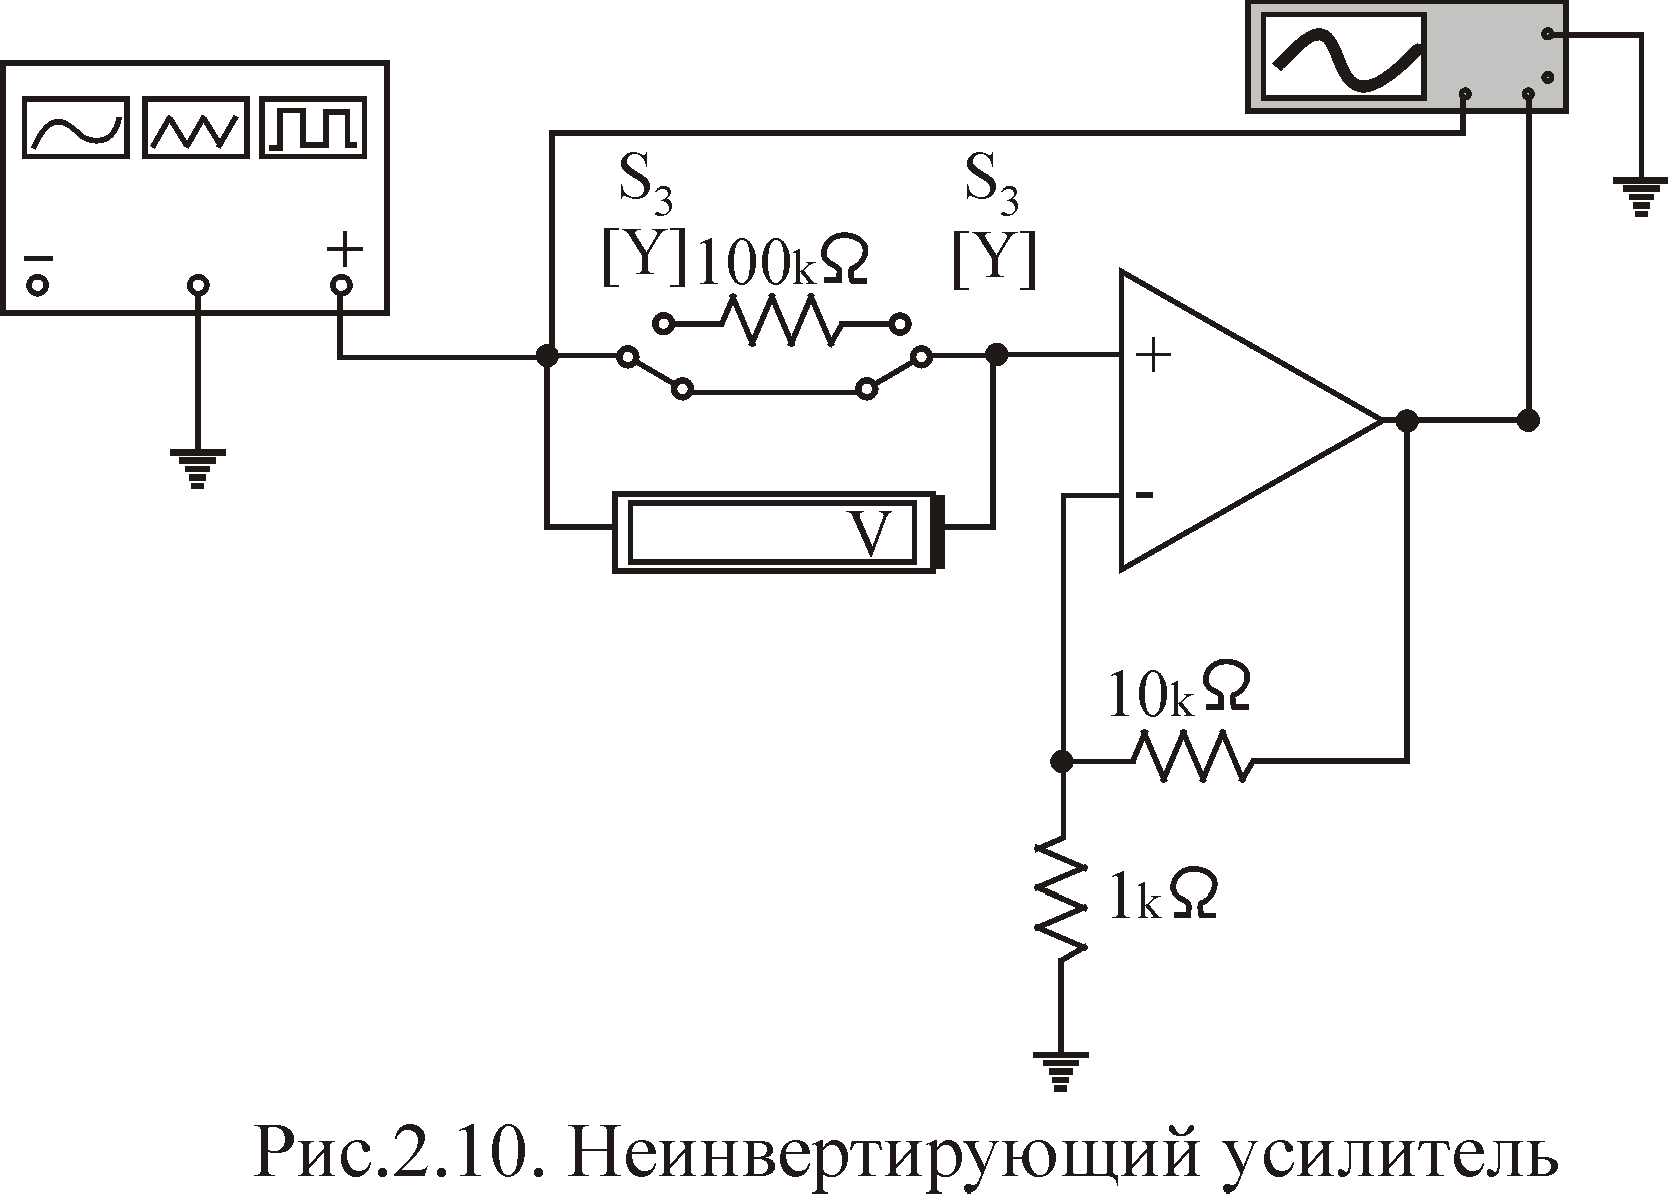 S3 S3
[Y] 100kΩ [Y]
− +
+
V
-
10kΩ
1kΩ
Рис.2.10. Неинвертирующий усилитель